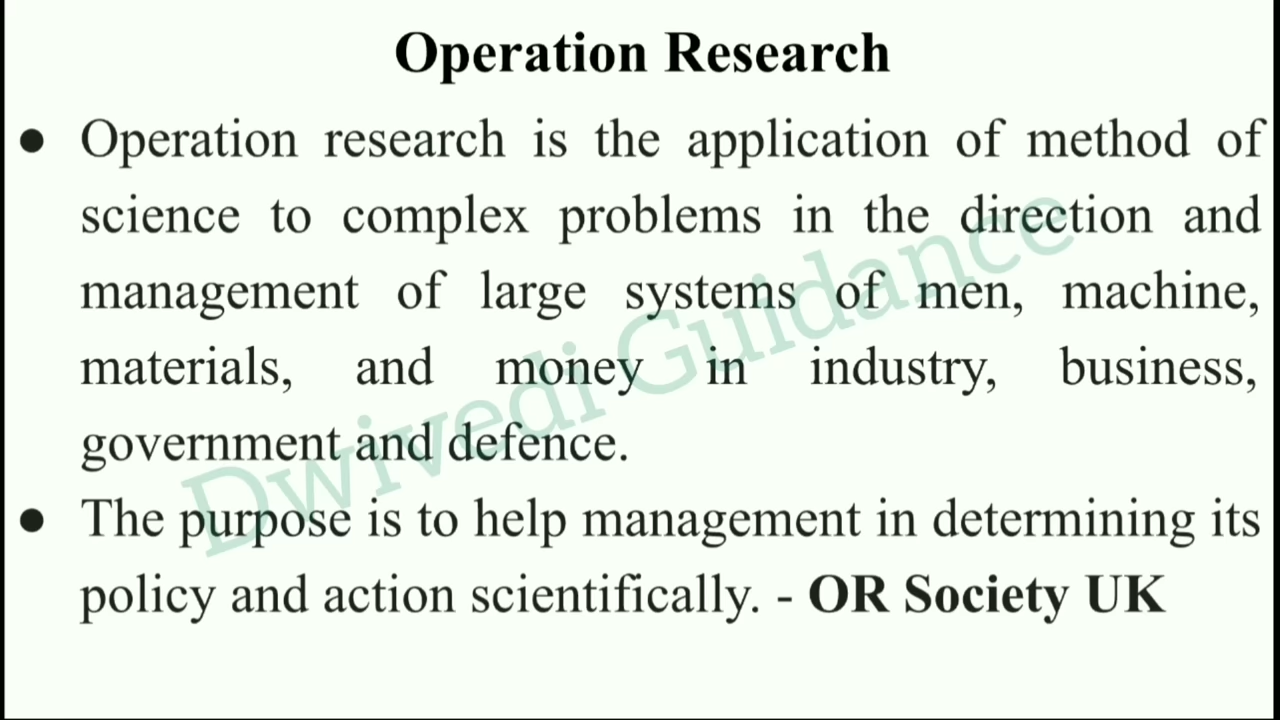 Operation Research
● Operation research is the application of method of
science to complex problems in the direction and
management of large systems of men, machine,
materials, and money in industry, business,
government and defence.
● The purpose is to help management in determining its
policy and action scientifically. - OR Society UK
Dwivedi Guidance